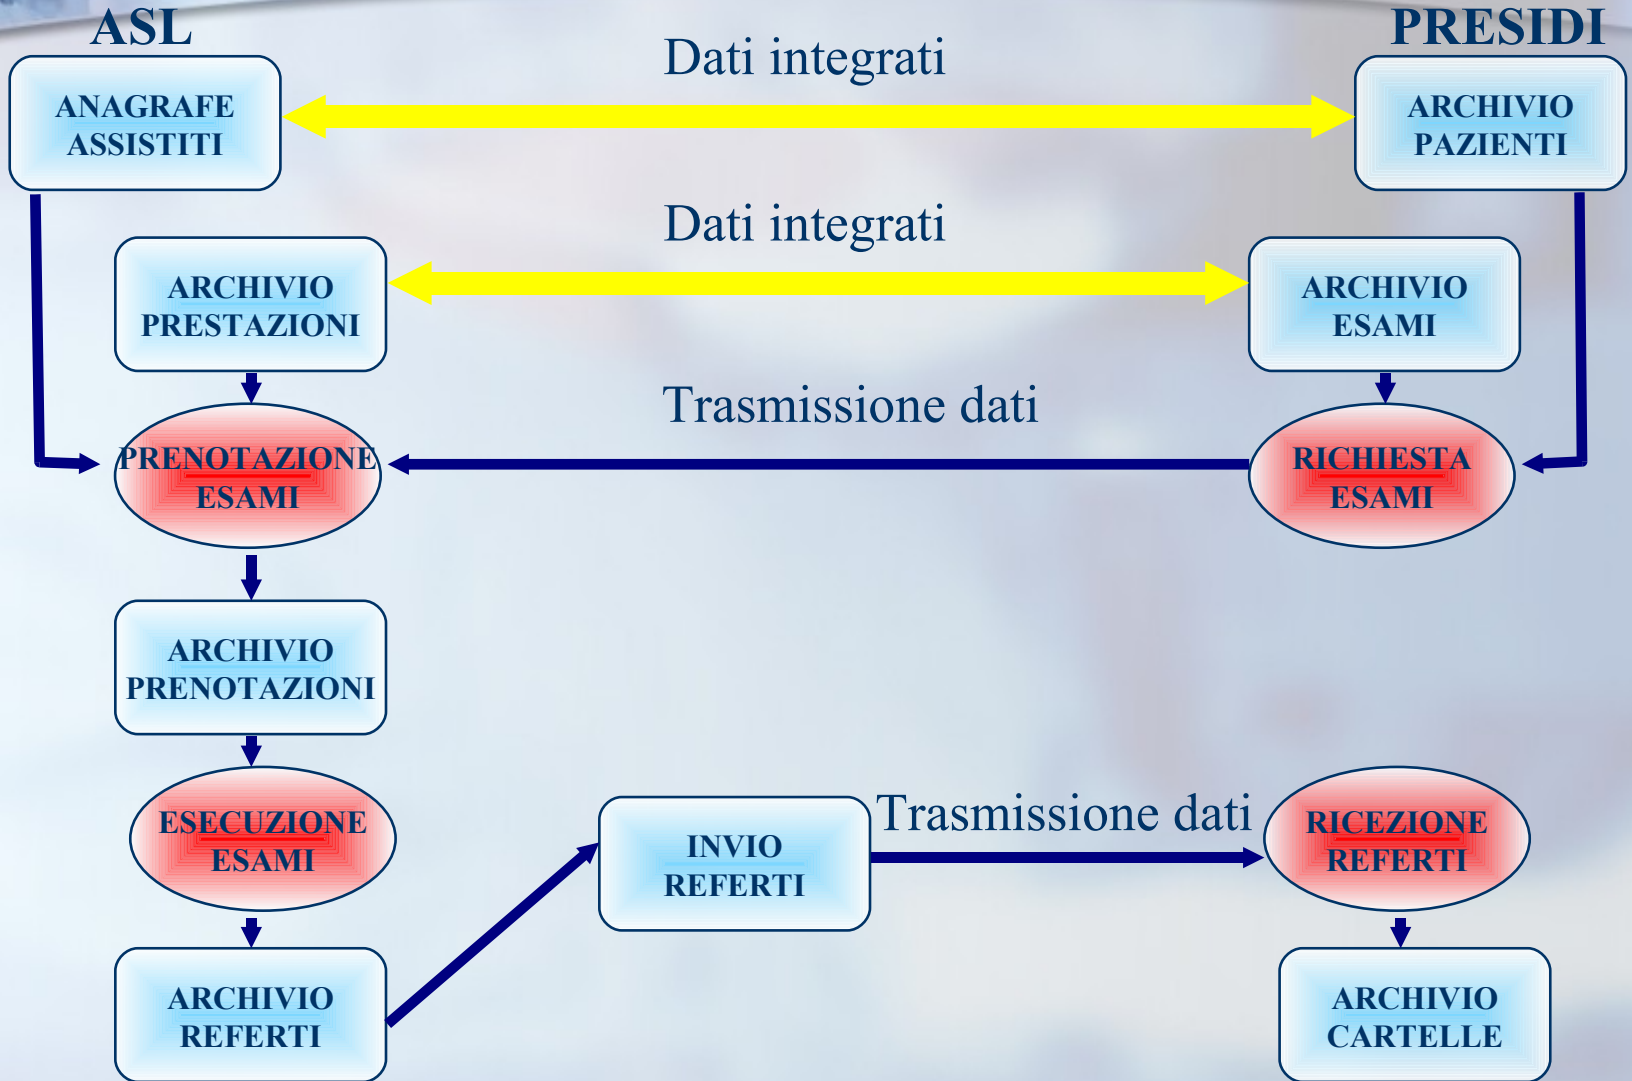 ASL
PRESIDI
Dati integrati
ANAGRAFE
ASSISTITI
ARCHIVIO
PAZIENTI
Dati integrati
ARCHIVIO
PRESTAZIONI
ARCHIVIO
ESAMI
Trasmissione dati
PRENOTAZIONE
ESAMI
RICHIESTA
ESAMI
ARCHIVIO
PRENOTAZIONI
ESECUZIONE
ESAMI
INVIO
REFERTI
Trasmissione dati
RICEZIONE
REFERTI
ARCHIVIO
REFERTI
ARCHIVIO
CARTELLE